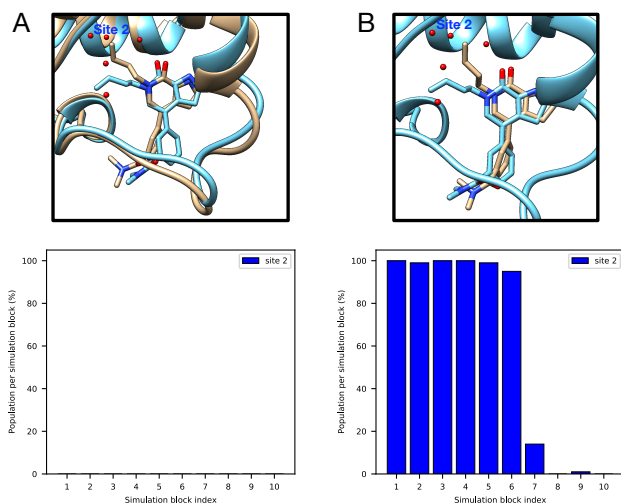 A
B
Site 2
Site 2
Population per simulation block (%)
100
80
60
40
20
0
site 2
1 2 3 4 5 6 7 8 9 10
Simulation block index
Population per simulation block (%)
100
80
60
40
20
0
site 2
1 2 3 4 5 6 7 8 9 10
Simulation block index